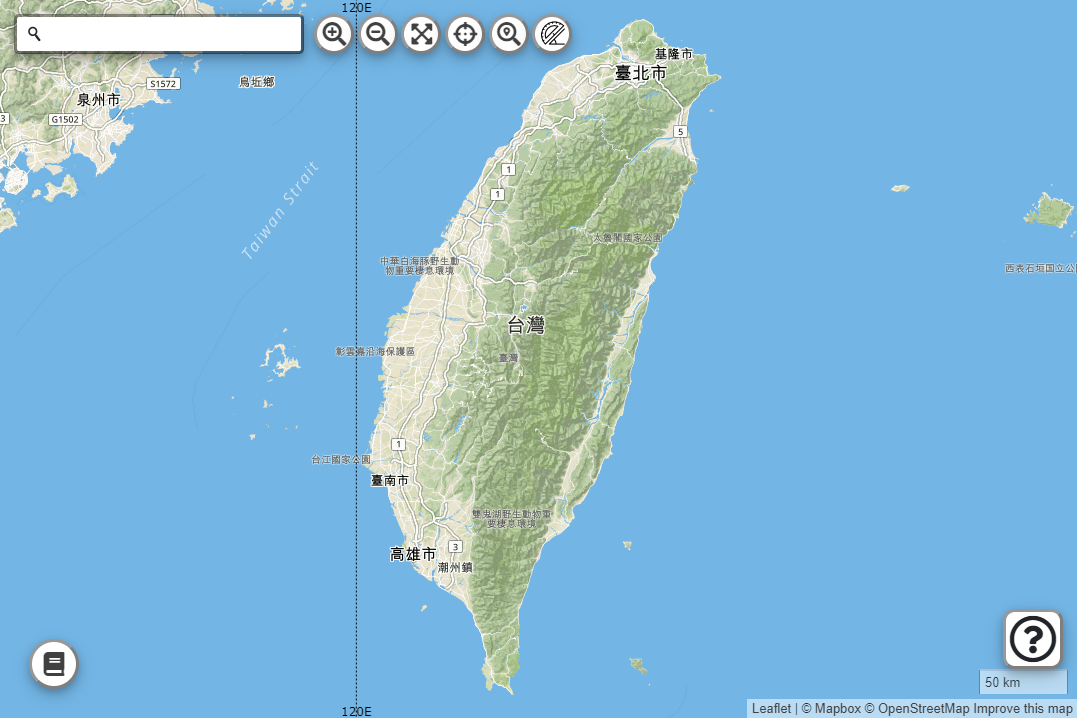 120E
基隆市
臺北市
烏坵鄉
S1572
泉州市
3
G1502
5
1
Taiwan Strait
1
太魯閣國家公園
中華白海豚野生動
物重要棲息環境
西表石垣国立公
台灣
彰雲嘉沿海保護區
臺灣
1
台江國家公園
臺南市
雙鬼湖野生動物重
要棲息環境
3
高雄市
潮州鎮
?
50 km
120E
Leaflet | © Mapbox © OpenStreetMap Improve this map